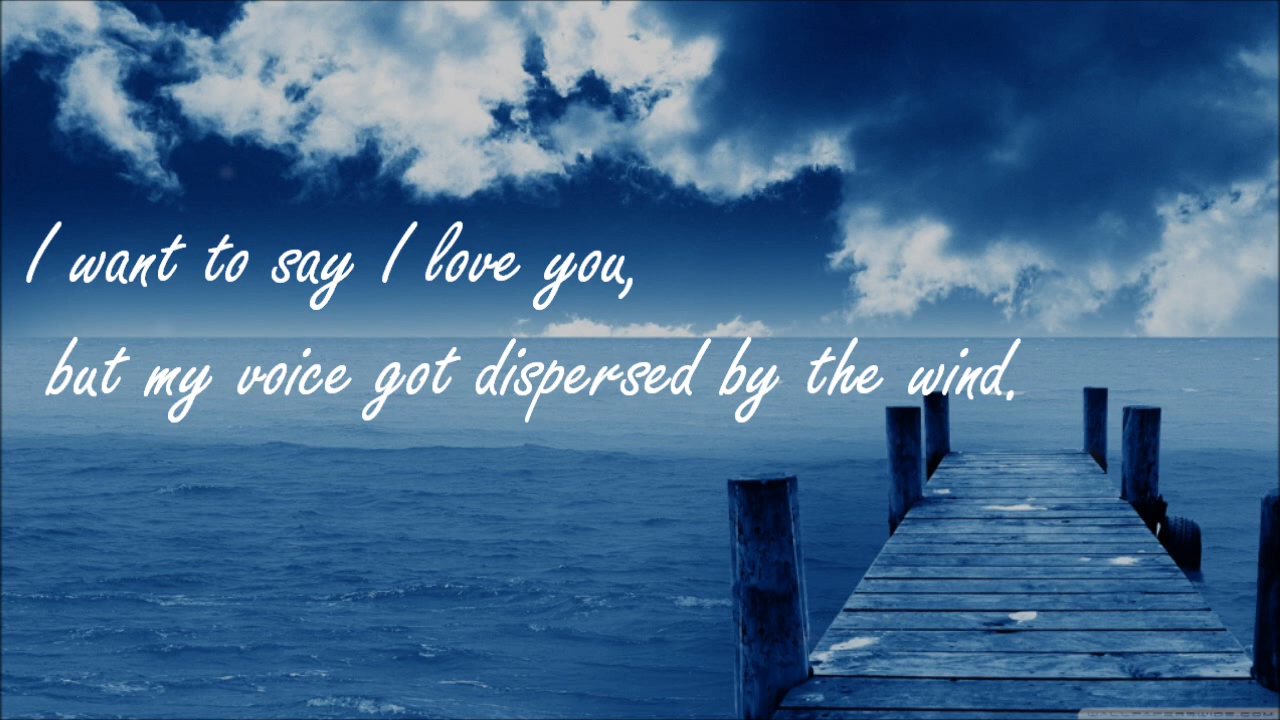 I want to say I love you,
but my voice got dispersed by the wind.